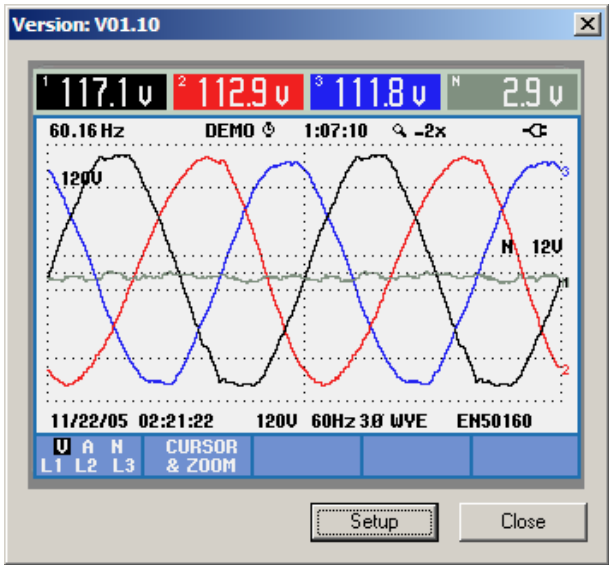 Version: V01.10
1 117.1 V 2 112.9 V 3 111.8 V N 2.9 V
60.16 Hz DEMO 1:07:10 -2x
120V
3
N 12V
N
2
11/22/05 02:21:22 120V 60Hz 3Ø WYE EN50160
V A N CURSOR
L1 L2 L3 & ZOOM
Setup Close